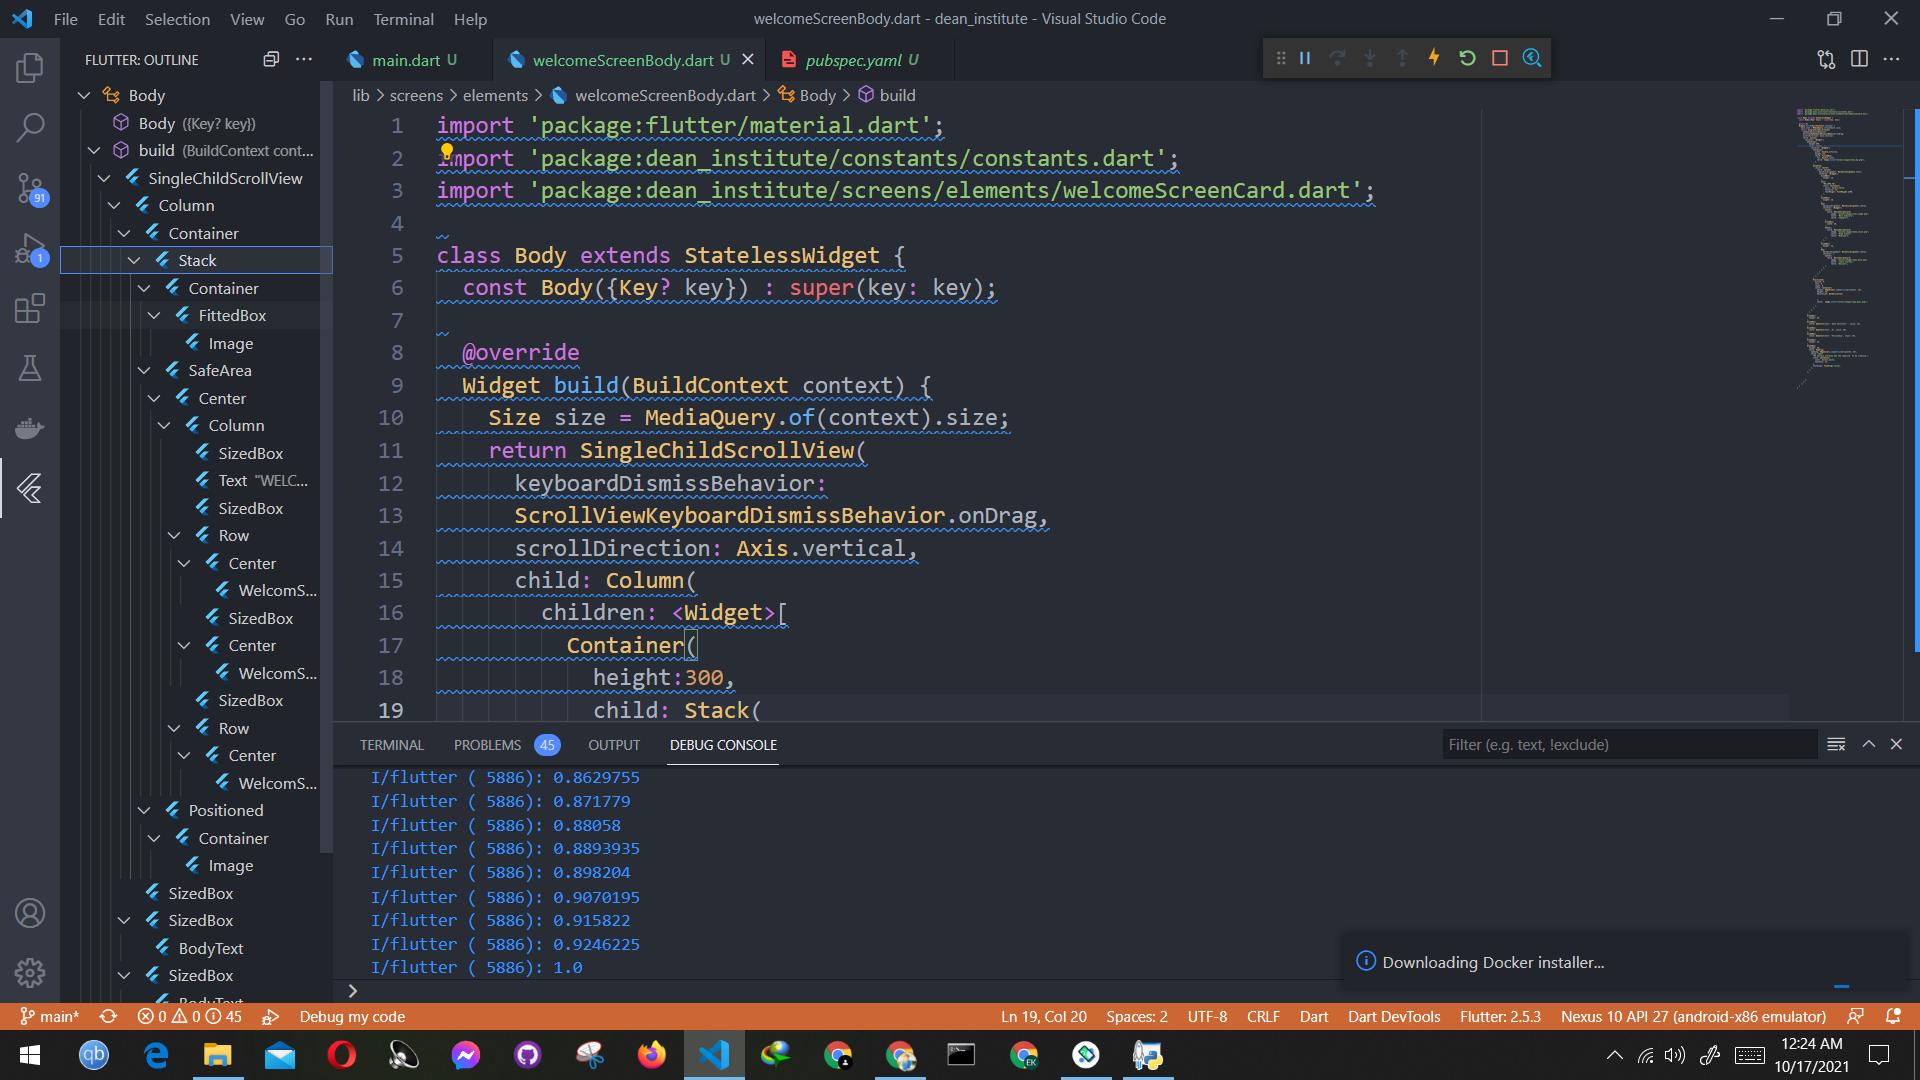 File Edit Selection View Go Run Terminal Help
welcomeScreenBody.dart - dean_institute - Visual Studio Code
FLUTTER: OUTLINE
main.dart U
welcomeScreenBody.dart U
pubspec.yaml U
lib > screens > elements > welcomeScreenBody.dart > Body > build
Body
Body ({Key? key})
build (BuildContext cont...
SingleChildScrollView
Column
Container
Stack
Container
FittedBox
Image
SafeArea
Center
Column
SizedBox
Text "WELC...
SizedBox
Row
Center
WelcomS...
SizedBox
Center
WelcomS...
SizedBox
Row
Center
WelcomS...
Positioned
Container
Image
SizedBox
SizedBox
BodyText
SizedBox
BodyText
91
1
1 import 'package:flutter/material.dart';
2 import 'package:dean_institute/constants/constants.dart';
3 import 'package:dean_institute/screens/elements/welcomeScreenCard.dart';
4
5 class Body extends StatelessWidget {
6 const Body({Key? key}) : super(key: key);
7
8 @override
9 Widget build(BuildContext context) {
10 Size size = MediaQuery.of(context).size;
11 return SingleChildScrollView(
12 keyboardDismissBehavior:
13 ScrollViewKeyboardDismissBehavior.onDrag,
14 scrollDirection: Axis.vertical,
15 child: Column(
16 children: <Widget>[
17 Container(
18 height:300,
19 child: Stack(
TERMINAL PROBLEMS 45 OUTPUT DEBUG CONSOLE
Filter (e.g. text, !exclude)
I/flutter ( 5886): 0.8629755
I/flutter ( 5886): 0.871779
I/flutter ( 5886): 0.88058
I/flutter ( 5886): 0.8893935
I/flutter ( 5886): 0.898204
I/flutter ( 5886): 0.9070195
I/flutter ( 5886): 0.915822
I/flutter ( 5886): 0.9246225
I/flutter ( 5886): 1.0
Downloading Docker installer...
main* 0 0 45 Debug my code
Ln 19, Col 20 Spaces: 2 UTF-8 CRLF Dart Dart DevTools Flutter: 2.5.3 Nexus 10 API 27 (android-x86 emulator)
qb
EK
12:24 AM
10/17/2021